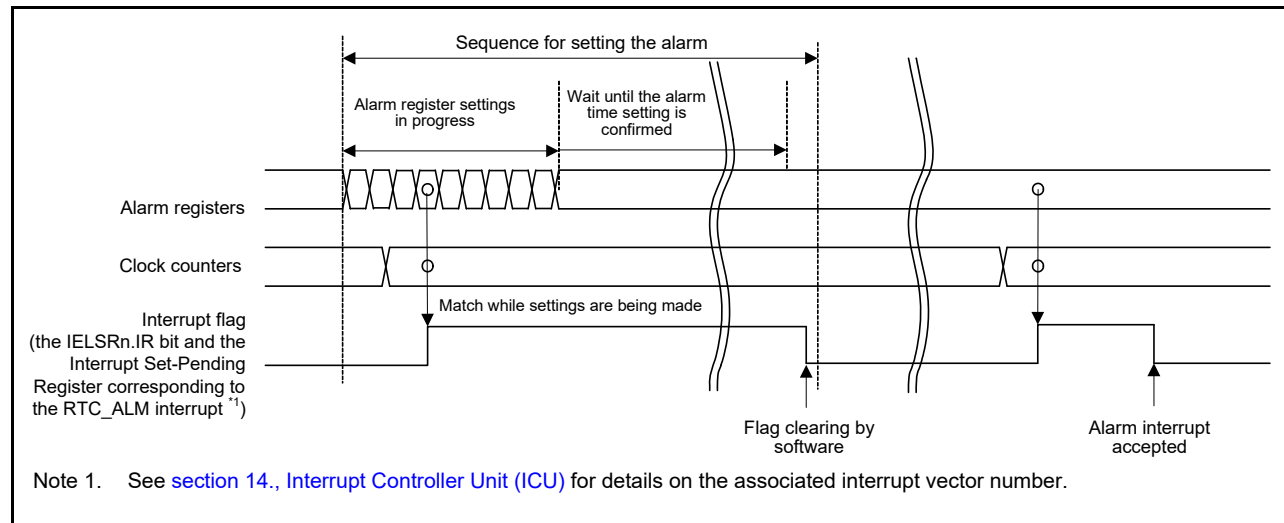 Sequence for setting the alarm
Alarm register settings
in progress
Wait until the alarm
time setting is
confirmed
Alarm registers
Clock counters
Match while settings are being made
Interrupt flag
(the IELSRn.IR bit and the
Interrupt Set-Pending
Register corresponding to
the RTC_ALM interrupt *1)
Flag clearing by
software
Alarm interrupt
accepted
Note 1. See section 14., Interrupt Controller Unit (ICU) for details on the associated interrupt vector number.